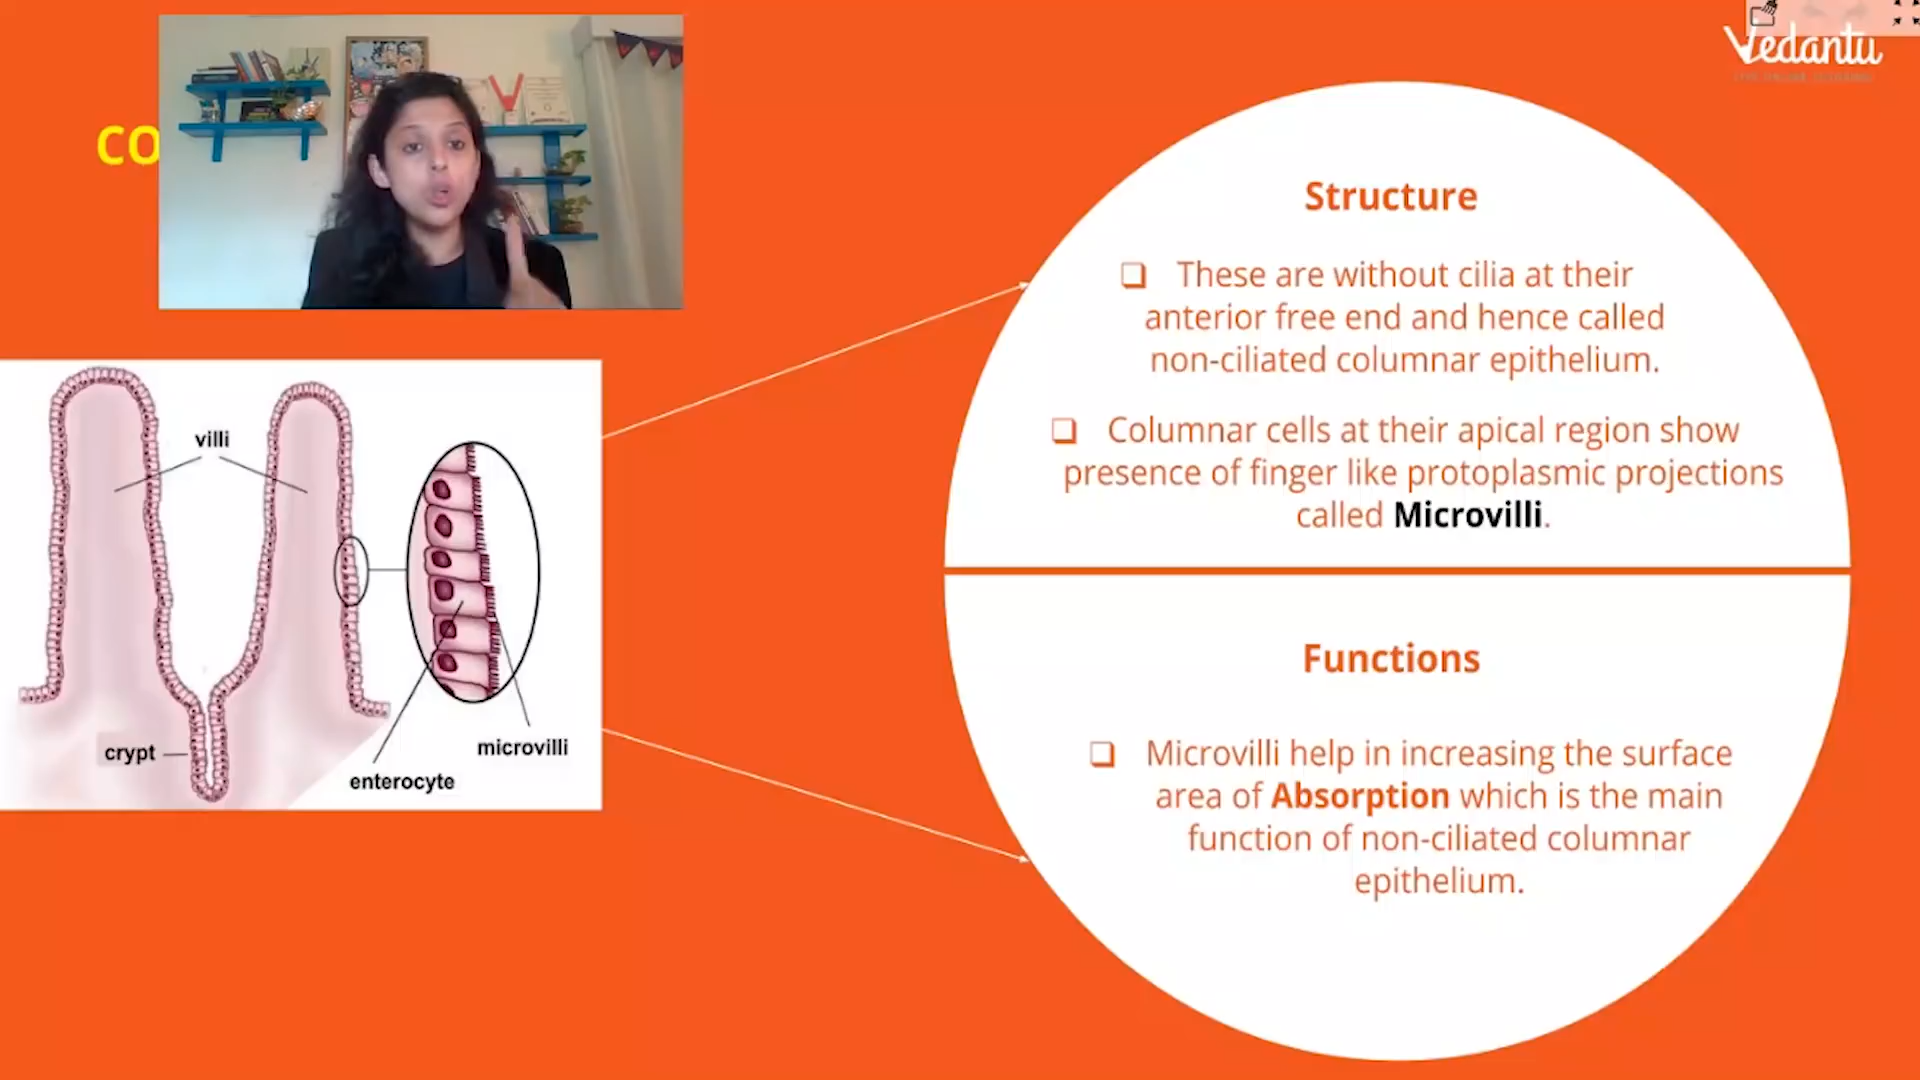 Vedantu
CO
Structure
❑ These are without cilia at their
anterior free end and hence called
non-ciliated columnar epithelium.
❑ Columnar cells at their apical region show
presence of finger like protoplasmic projections
called Microvilli.
villi
crypt
enterocyte
microvilli
Functions
❑ Microvilli help in increasing the surface
area of Absorption which is the main
function of non-ciliated columnar
epithelium.